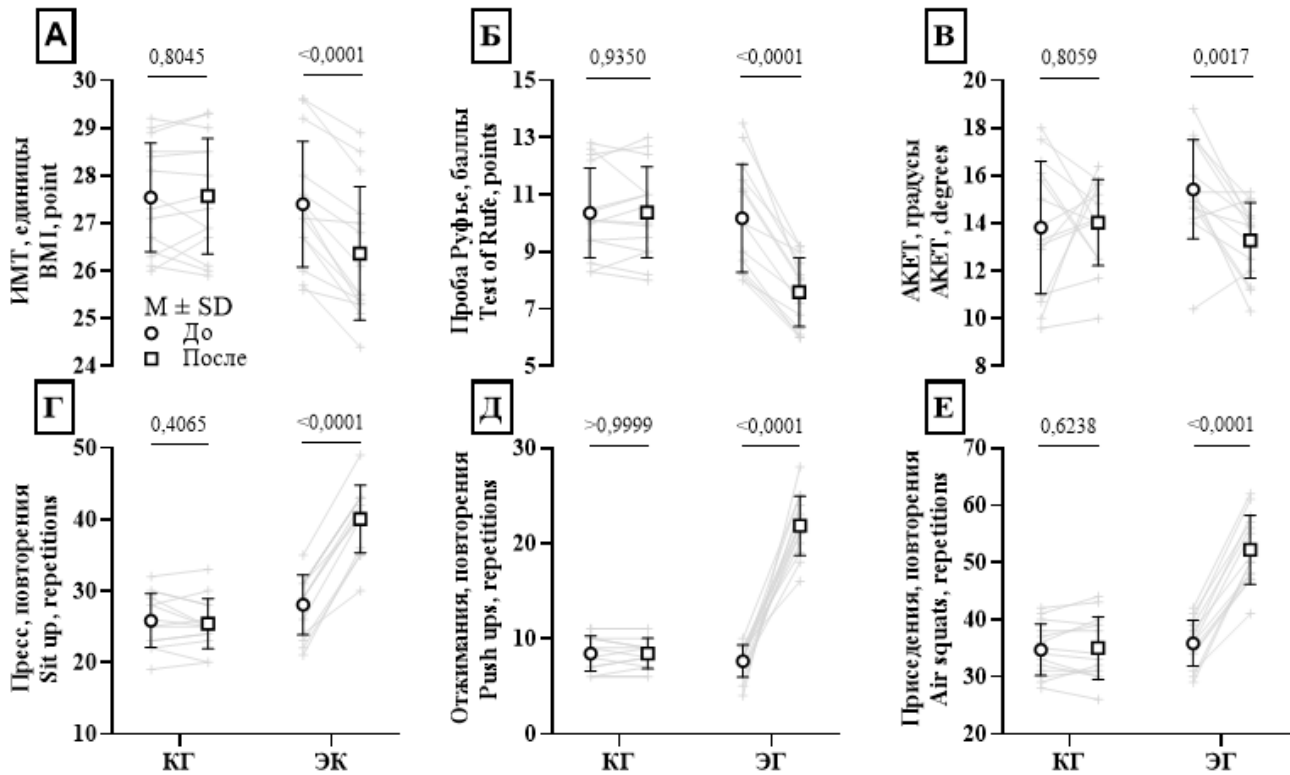 А
0,8045
<0,0001
ИМТ, единицы
BMI, point
30
29
28
27
26
25
24
M ± SD
До
После
Б
0,9350
<0,0001
Проба Руфье, баллы
Test of Rufe, points
15
13
11
9
7
5
В
0,8059
0,0017
АКЕТ, градусы
AKET, degrees
20
18
16
14
12
10
8
Г
0,4065
<0,0001
Пресс, повторения
Sit up, repetitions
50
40
30
20
10
КГ
ЭК
Д
>0,9999
<0,0001
Отжимания, повторения
Push ups, repetitions
30
20
10
0
КГ
ЭГ
Е
0,6238
<0,0001
Приседения, повторения
Air squats, repetitions
70
60
50
40
30
20
КГ
ЭГ